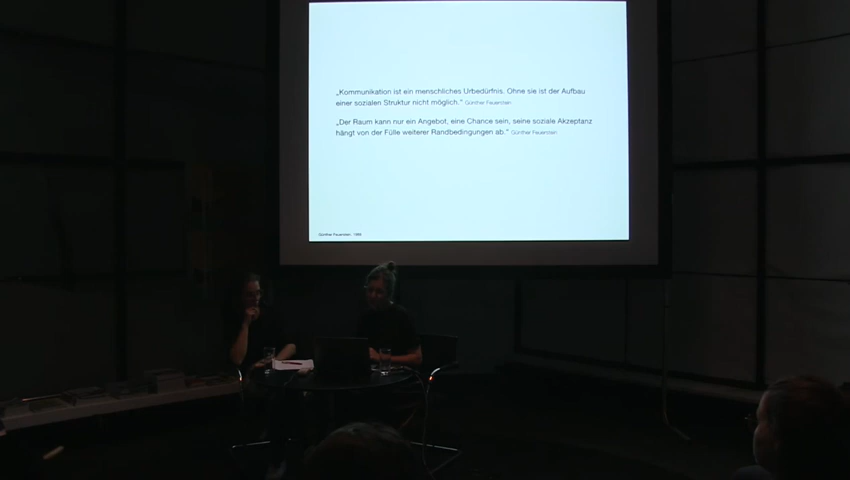 „Kommunikation ist ein menschliches Urbedürfnis. Ohne sie ist der Aufbau
einer sozialen Struktur nicht möglich." Günther Feuerstein
„Der Raum kann nur ein Angebot, eine Chance sein, seine soziale Akzeptanz
hängt von der Fülle weiterer Randbedingungen ab." Günther Feuerstein
Günther Feuerstein